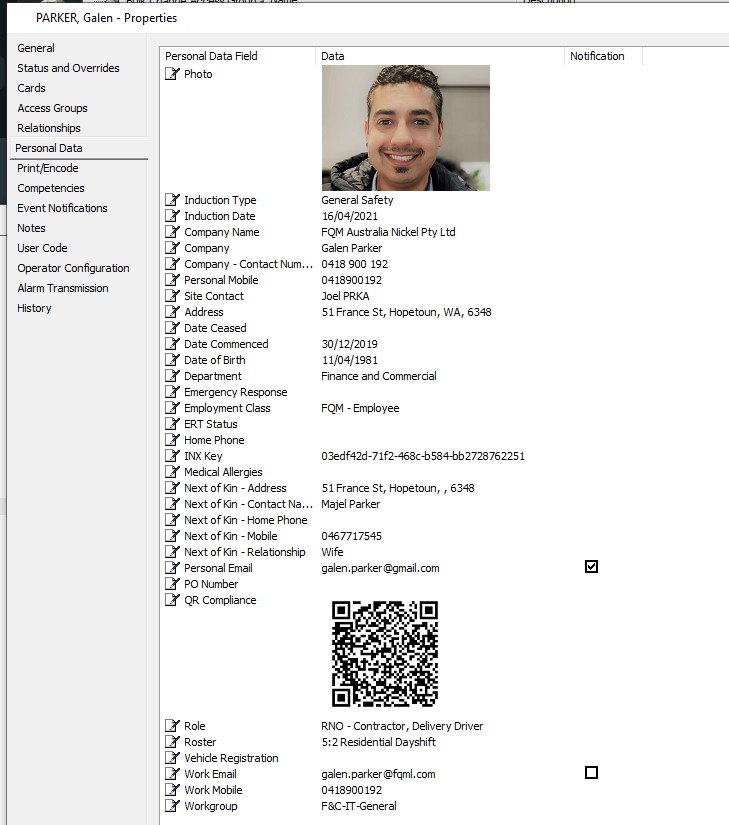 PARKER, Galen - Properties
General
Status and Overrides
Cards
Access Groups
Relationships
Personal Data
Print/Encode
Competencies
Event Notifications
Notes
User Code
Operator Configuration
Alarm Transmission
History
Personal Data Field Data Notification
Photo
Induction Type General Safety
Induction Date 16/04/2021
Company Name FQM Australia Nickel Pty Ltd
Company Galen Parker
Company - Contact Num... 0418 900 192
Personal Mobile 0418900192
Site Contact Joel PRKA
Address 51 France St, Hopetoun, WA, 6348
Date Ceased
Date Commenced 30/12/2019
Date of Birth 11/04/1981
Department Finance and Commercial
Emergency Response
Employment Class FQM - Employee
ERT Status
Home Phone
INX Key 03edf42d-71f2-468c-b584-bb2728762251
Medical Allergies
Next of Kin - Address 51 France St, Hopetoun, , 6348
Next of Kin - Contact Na... Majel Parker
Next of Kin - Home Phone
Next of Kin - Mobile 0467717545
Next of Kin - Relationship Wife
Personal Email galen.parker@gmail.com
PO Number
QR Compliance
Role RNO - Contractor, Delivery Driver
Roster 5:2 Residential Dayshift
Vehicle Registration
Work Email galen.parker@fqml.com
Work Mobile 0418900192
Workgroup F&C-IT-General